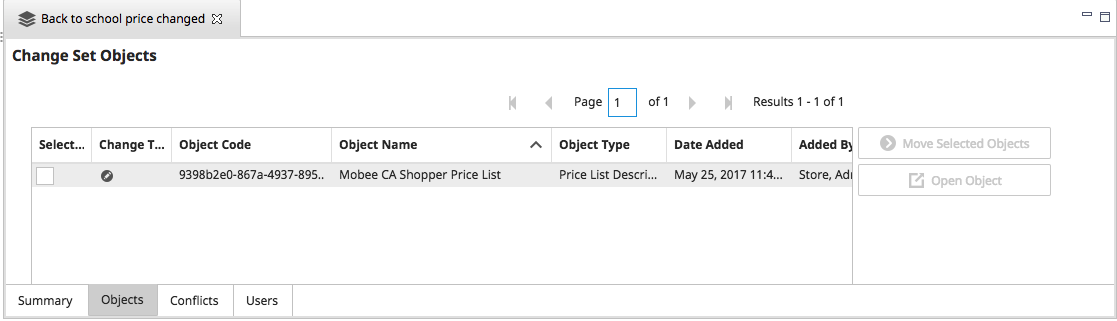 Back to school price changed
Change Set Objects
Page 1 of 1 Results 1 - 1 of 1
Select... Change T... Object Code Object Name Object Type Date Added Added By
9398b2e0-867a-4937-895.. Mobee CA Shopper Price List Price List Descri... May 25, 2017 11:4... Store, Adm
Move Selected Objects
Open Object
Summary Objects Conflicts Users